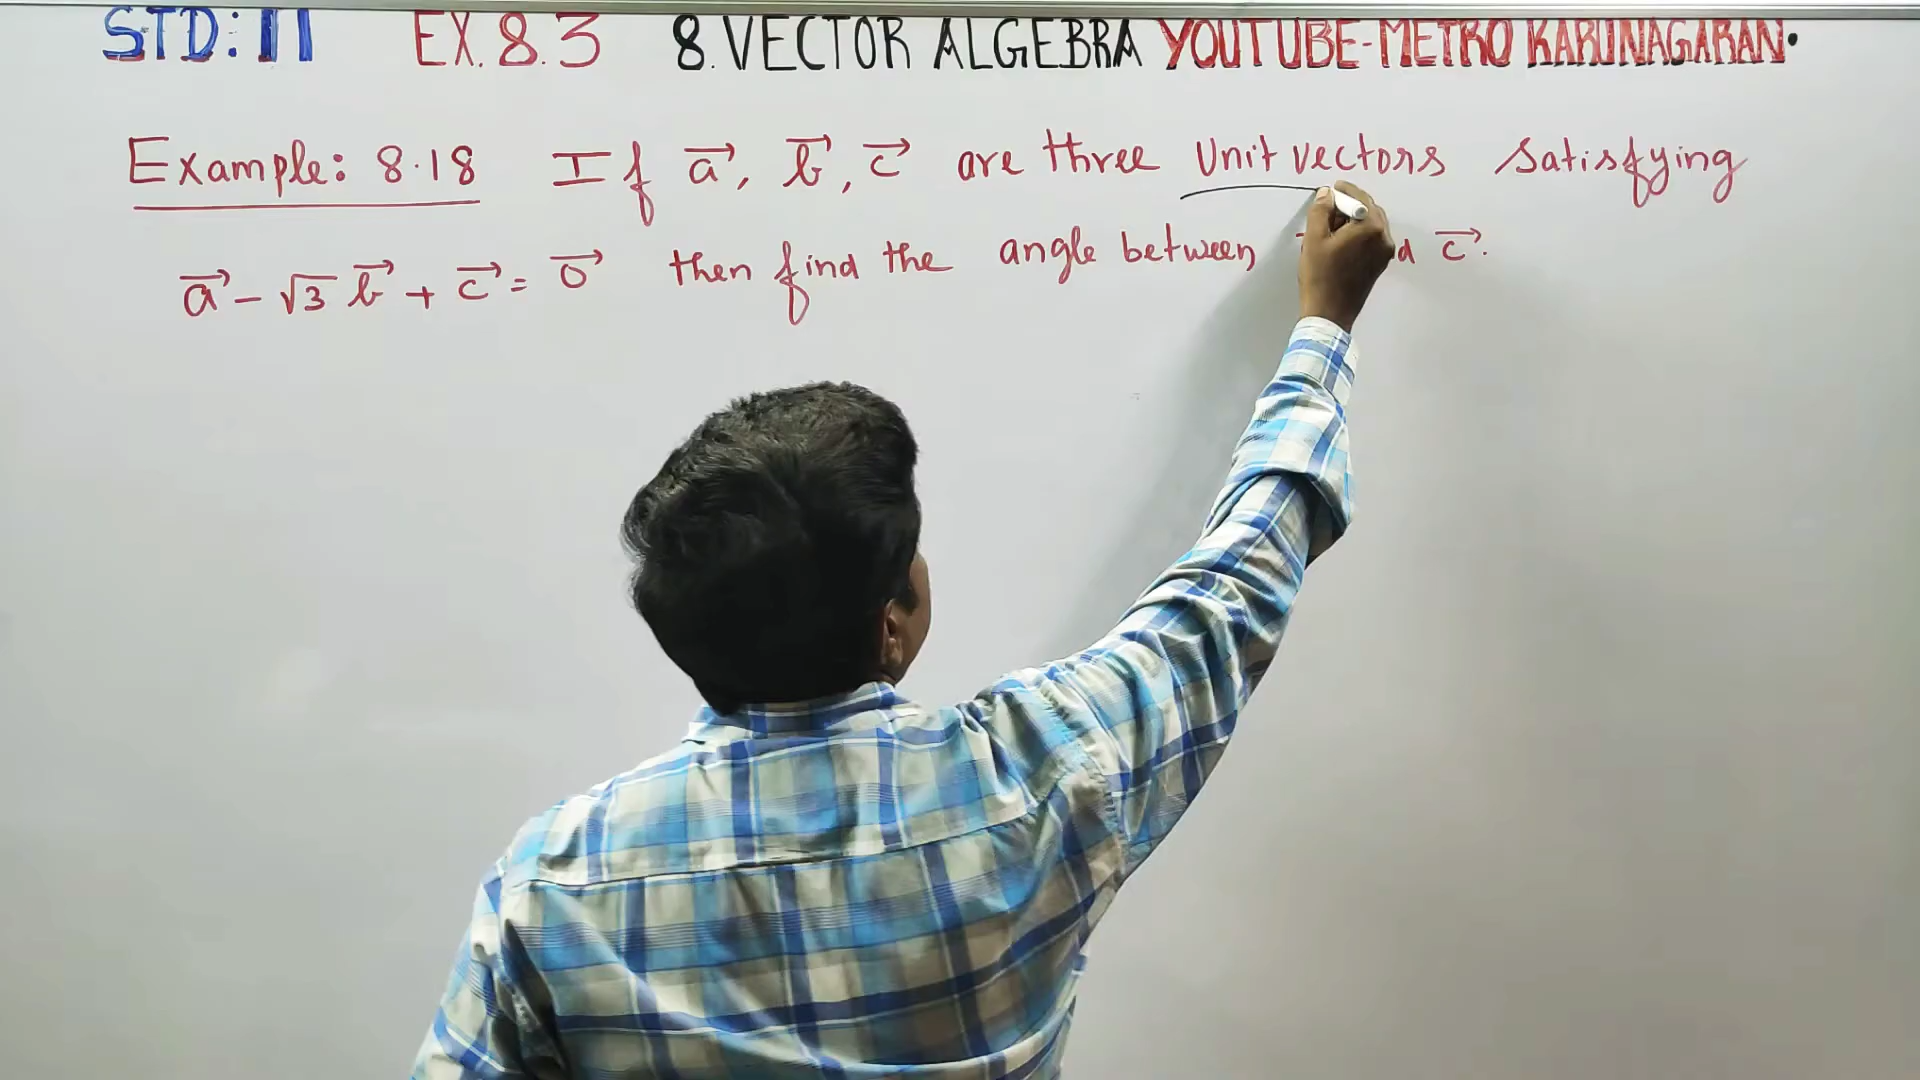 STD: 11 EX. 8.3 8. VECTOR ALGEBRA YOUTUBE-METRO KARUNAGARAN.
Example: 8.18 If a⃗, b⃗, c⃗ are three Unit vectors satisfying
a⃗ - √3 b⃗ + c⃗ = 0⃗ then find the angle between c⃗.